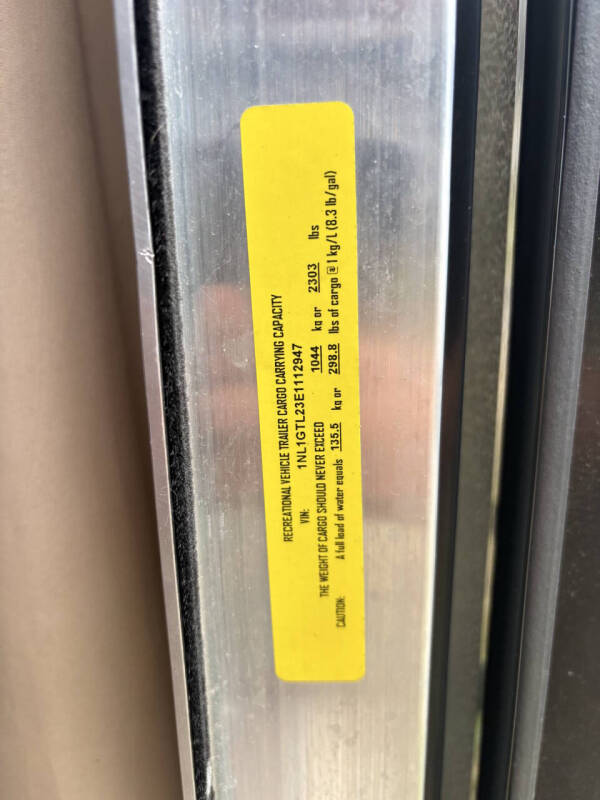 RECREATIONAL VEHICLE TRAILER CARGO CARRYING CAPACITY
VIN: 1NL1GTL23E1112947
THE WEIGHT OF CARGO SHOULD NEVER EXCEED 1044 kg or 2303 lbs
CAUTION: A full load of water equals 135.5 kg or 298.8 lbs of cargo @ 1 kg/L (8.3 lb/gal)